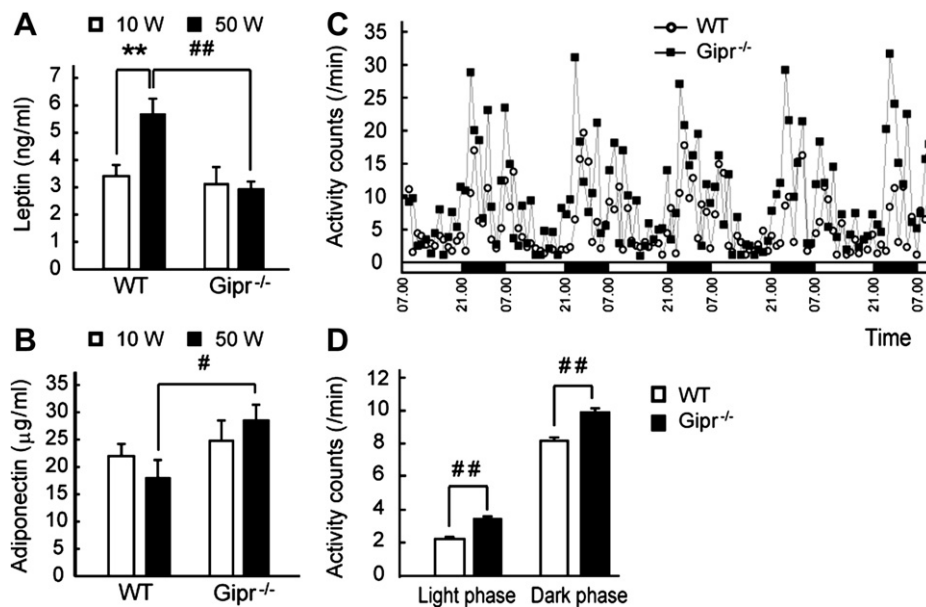 A
10 W 50 W
** ##
Leptin (ng/ml)
7
6
5
4
3
2
1
0
WT Gipr-/-
B
10 W 50 W
#
Adiponectin (µg/ml)
35
30
25
20
15
10
5
0
WT Gipr-/-
C
WT
Gipr-/-
Activity counts (/min)
35
30
25
20
15
10
5
0
07.00 21.00 07.00 21.00 07.00 21.00 07.00 21.00 07.00 21.00 07.00
Time
D
WT
Gipr-/-
##
##
Activity counts (/min)
12
10
8
6
4
2
0
Light phase Dark phase